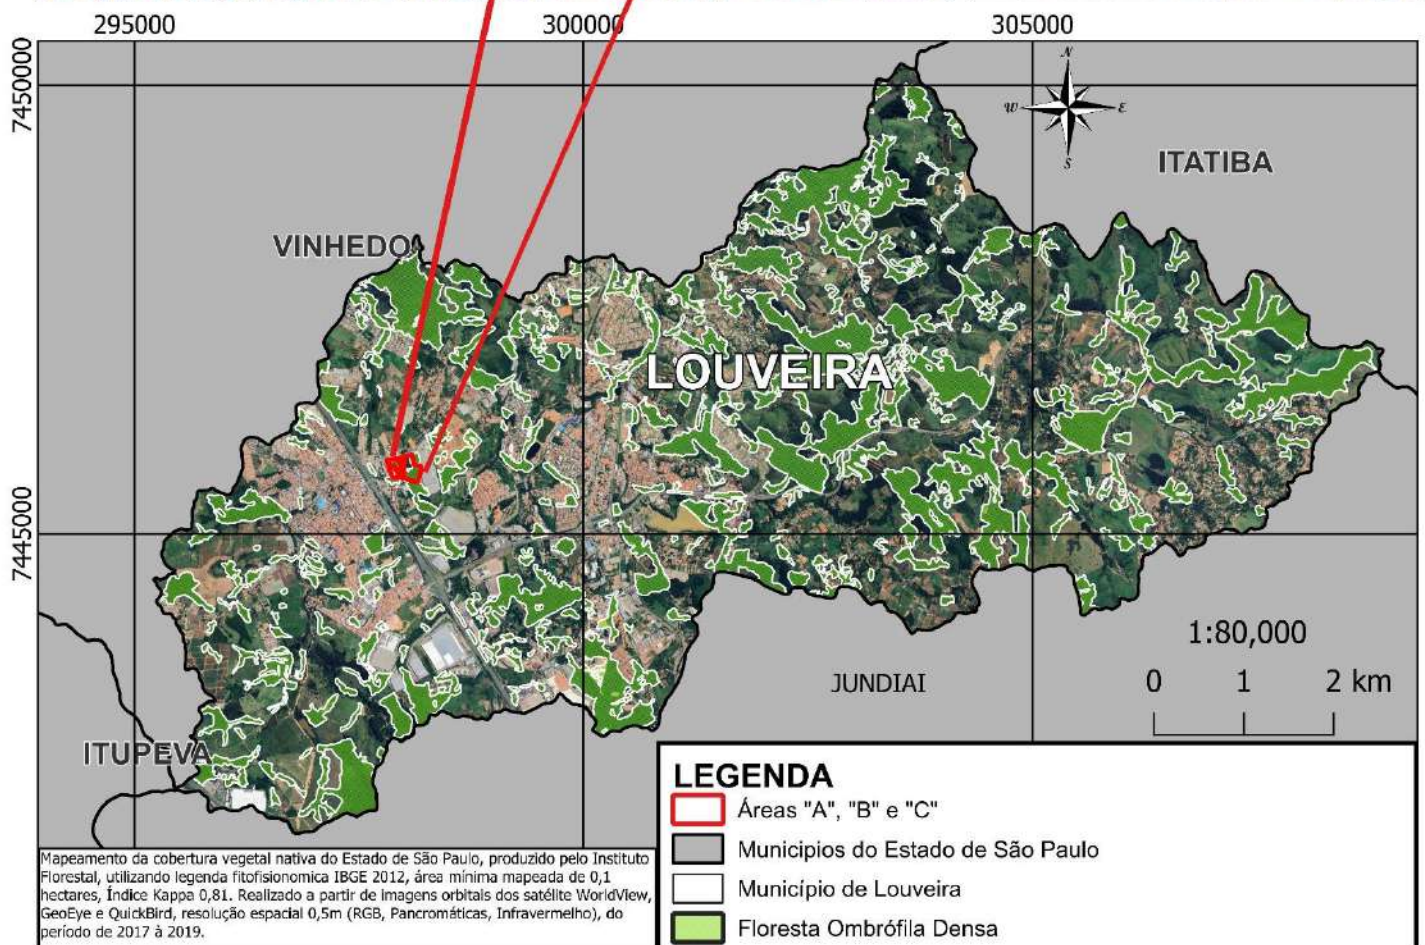 295000
300000
305000
7450000
N
W
E
S
ITATIBA
VINHEDO
LOUVEIRA
7445000
1:80,000
JUNDIAI
0 1 2 km
ITUPEVA
LEGENDA
Áreas "A", "B" e "C"
Municipios do Estado de São Paulo
Município de Louveira
Floresta Ombrófila Densa
Mapeamento da cobertura vegetal nativa do Estado de São Paulo, produzido pelo Instituto
Florestal, utilizando legenda fitofisionomica IBGE 2012, área mínima mapeada de 0,1
hectares, Índice Kappa 0,81. Realizado a partir de imagens orbitais dos satélite WorldView,
GeoEye e QuickBird, resolução espacial 0,5m (RGB, Pancromáticas, Infravermelho), do
período de 2017 à 2019.